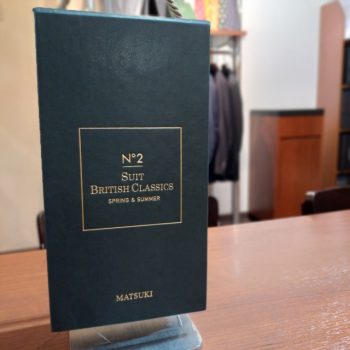 N°2
SUIT
BRITISH CLASSICS
SPRING & SUMMER
MATSUKI